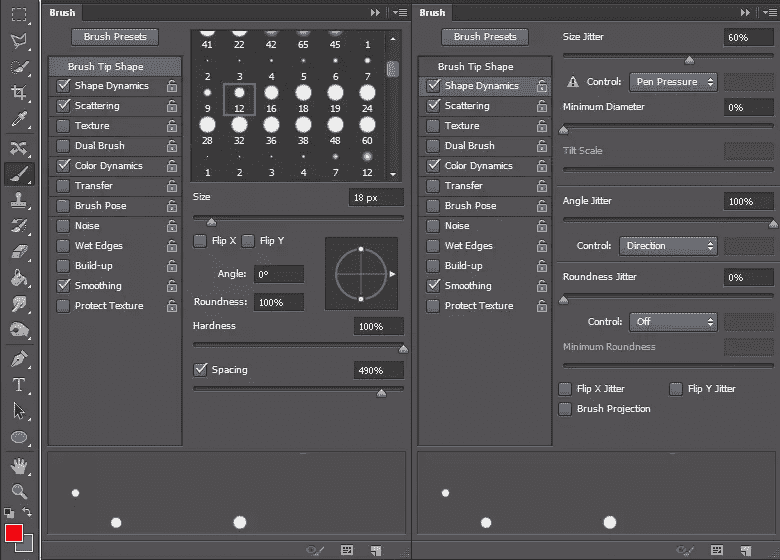 Brush
Brush Presets
Brush Tip Shape
Shape Dynamics
Scattering
Texture
Dual Brush
Color Dynamics
Transfer
Brush Pose
Noise
Wet Edges
Build-up
Smoothing
Protect Texture
41 22 42 65 45 1
2 3 4 5 6 7
9 12 16 18 19 24
28 32 36 38 48 60
1 2 3 4 7 12
Size 18 px
Flip X Flip Y
Angle: 0°
Roundness: 100%
Hardness 100%
Spacing 490%
T
Brush
Brush Presets
Brush Tip Shape
Shape Dynamics
Scattering
Texture
Dual Brush
Color Dynamics
Transfer
Brush Pose
Noise
Wet Edges
Build-up
Smoothing
Protect Texture
Size Jitter 60%
Control: Pen Pressure
Minimum Diameter 0%
Tilt Scale
Angle Jitter 100%
Control: Direction
Roundness Jitter 0%
Control: Off
Minimum Roundness
Flip X Jitter Flip Y Jitter
Brush Projection